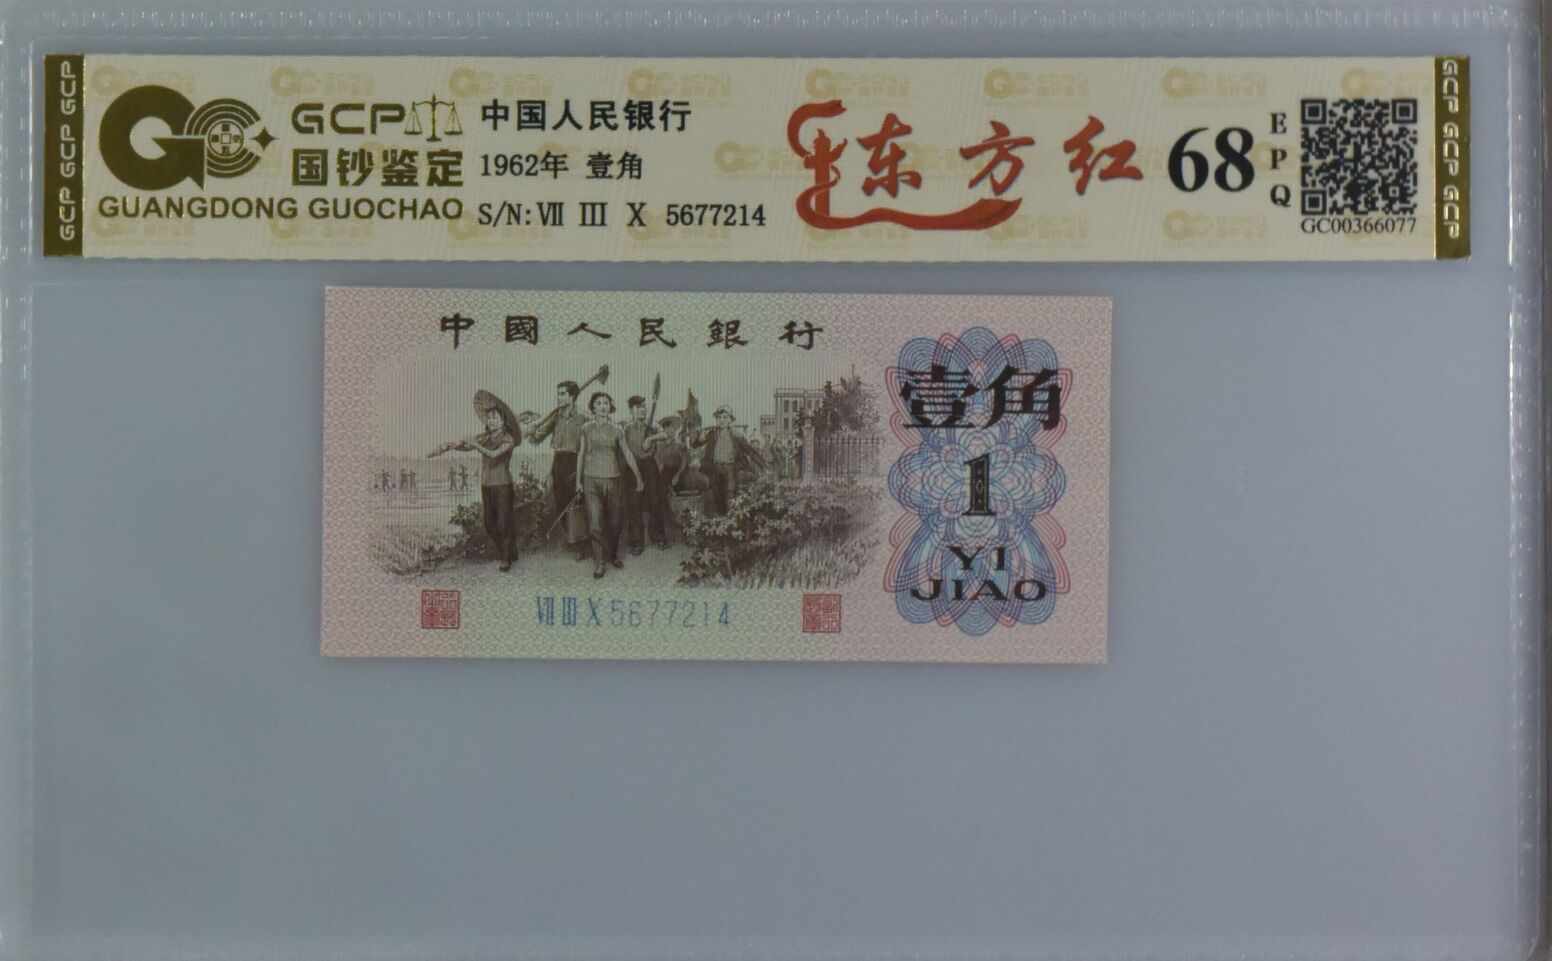 GCP GCP GCP
GCP
国钞鉴定
GUANGDONG GUOCHAO
中国人民银行
1962年 壹角
S/N: Ⅶ Ⅲ Ⅹ 5677214
东方红
68
EPQ
GC00366077
GCP GCP GCP
中國人民銀行
壹角
1
YI
JIAO
Ⅶ Ⅲ Ⅹ 5677214